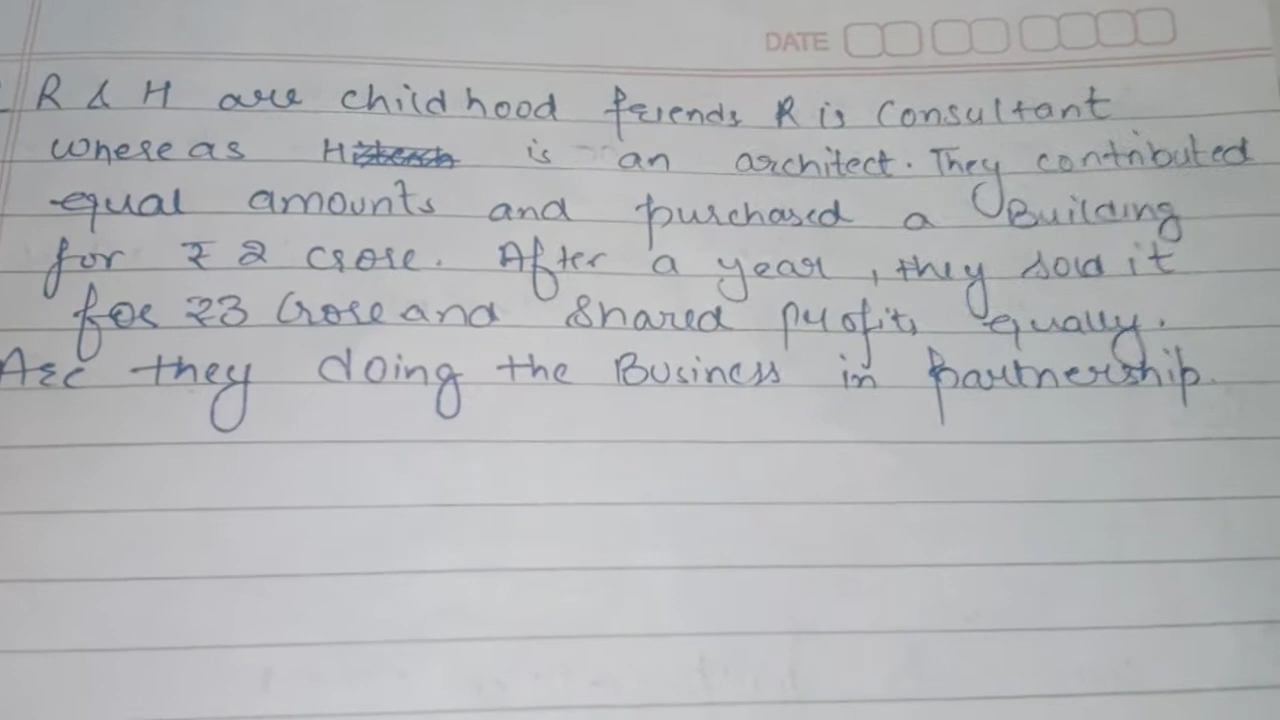 DATE
R & H are childhood friends R is Consultant
whereas H is an architect. They contributed
equal amounts and purchased a Building
for ₹ 2 crore. After a year, they sold it
for ₹3 Crore and shared profits equally.
Are they doing the Business in partnership.